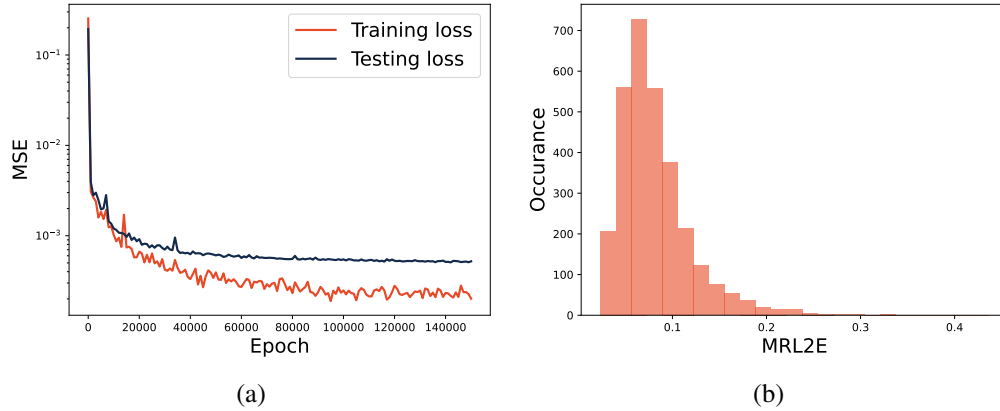 Training loss
Testing loss
MSE
10⁻¹
10⁻²
10⁻³
0 20000 40000 60000 80000 100000 120000 140000
Epoch
(a)
Occurance
700
600
500
400
300
200
100
0
0.1 0.2 0.3 0.4
MRL2E
(b)